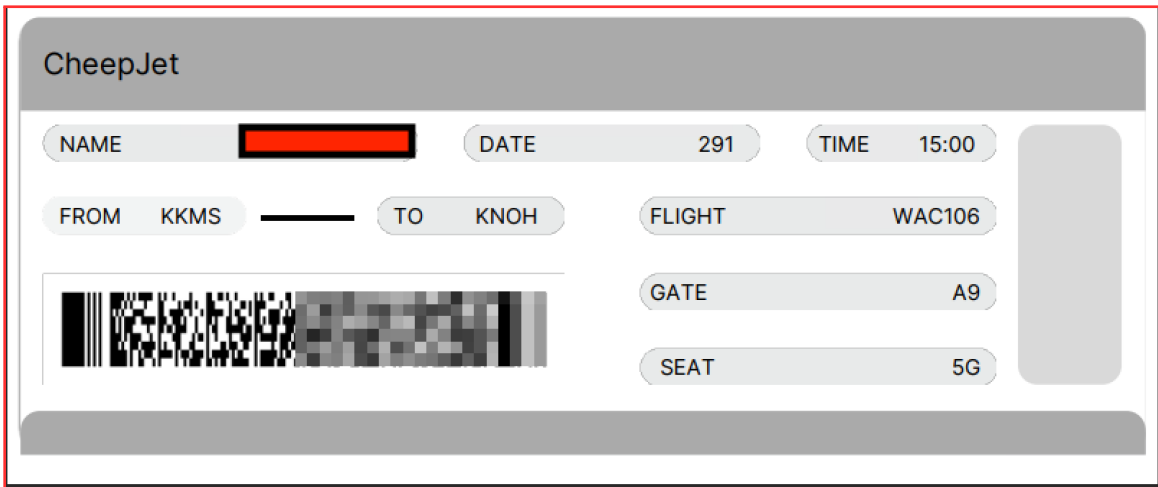 CheepJet
NAME DATE 291 TIME 15:00
FROM KKMS TO KNOH FLIGHT WAC106
GATE A9
SEAT 5G